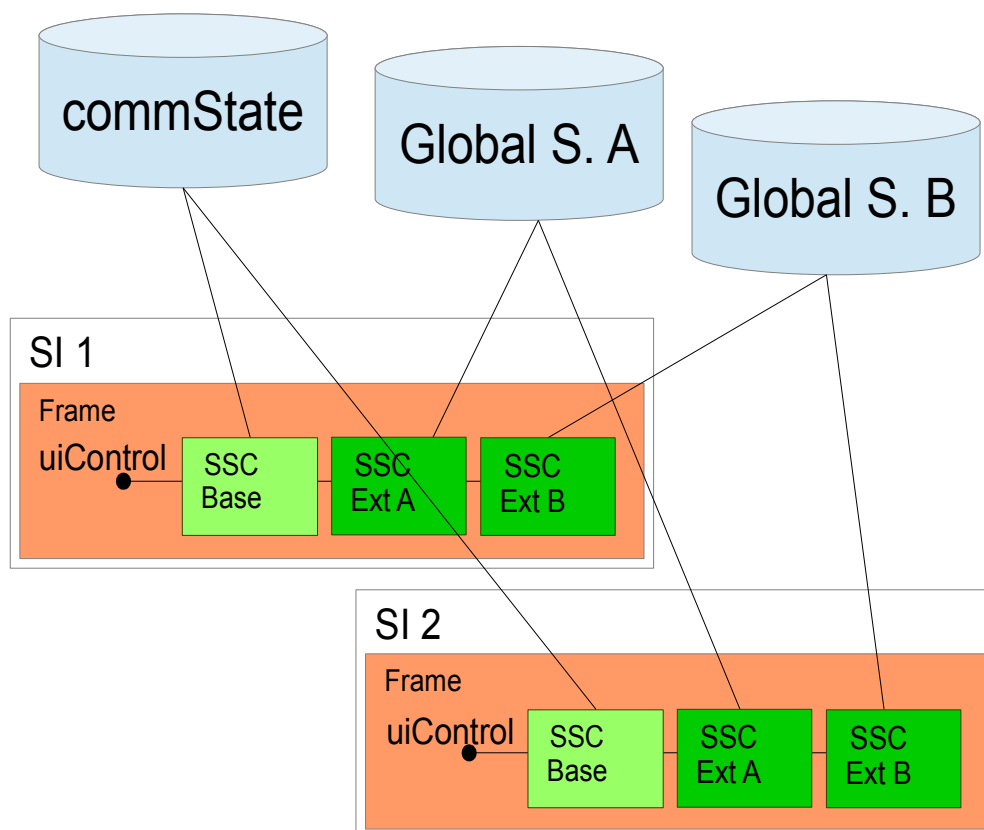 commState
Global S. A
Global S. B
SI 1
Frame
uiControl
SSC
Base
SSC
Ext A
SSC
Ext B
SI 2
Frame
uiControl
SSC
Base
SSC
Ext A
SSC
Ext B